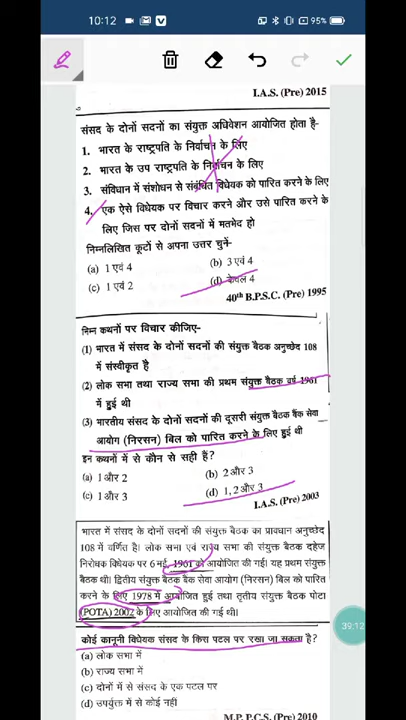 10:12
95%
I.A.S. (Pre) 2015
संसद के दोनों सदनों का संयुक्त अधिवेशन आयोजित होता है-
1. भारत के राष्ट्रपति के निर्वाचन के लिए
2. भारत के उप राष्ट्रपति के निर्वाचन के लिए
3. संविधान में संशोधन से संबंधित विधेयक को पारित करने के लिए
4. एक ऐसे विधेयक पर विचार करने और उसे पारित करने के
लिए जिस पर दोनों सदनों में मतभेद हो
निम्नलिखित कूटों से अपना उत्तर चुनें-
(a) 1 एवं 4
(b) 3 एवं 4
(c) 1 एवं 2
(d) केवल 4
40th B.P.S.C. (Pre) 1995
निम्न कथनों पर विचार कीजिए-
(1) भारत में संसद के दोनों सदनों की संयुक्त बैठक अनुच्छेद 108
में संस्वीकृत है
(2) लोक सभा तथा राज्य सभा की प्रथम संयुक्त बैठक वर्ष 1961
में हुई थी
(3) भारतीय संसद के दोनों सदनों की दूसरी संयुक्त बैठक बैंक सेवा
आयोग (निरसन) बिल को पारित करने के लिए हुई थी
इन कथनों में से कौन से सही हैं?
(a) 1 और 2
(b) 2 और 3
(c) 1 और 3
(d) 1, 2 और 3
I.A.S. (Pre) 2003
भारत में संसद के दोनों सदनों की संयुक्त बैठक का प्रावधान अनुच्छेद
108 में वर्णित है। लोक सभा एवं राज्य सभा की संयुक्त बैठक दहेज
निरोधक विधेयक पर 6 मई, 1961 को आयोजित की गई। यह प्रथम संयुक्त
बैठक थी। द्वितीय संयुक्त बैठक बैंक सेवा आयोग (निरसन) बिल को पारित
करने के लिए 1978 में आयोजित हुई तथा तृतीय संयुक्त बैठक पोटा
(POTA) 2002 के लिए आयोजित की गई थी।
39:12
कोई कानूनी विधेयक संसद के किस पटल पर रखा जा सकता है?
(a) लोक सभा में
(b) राज्य सभा में
(c) दोनों में से संसद के एक पटल पर
(d) उपर्युक्त में से कोई नहीं
M.P. P.C.S. (Pre) 2010